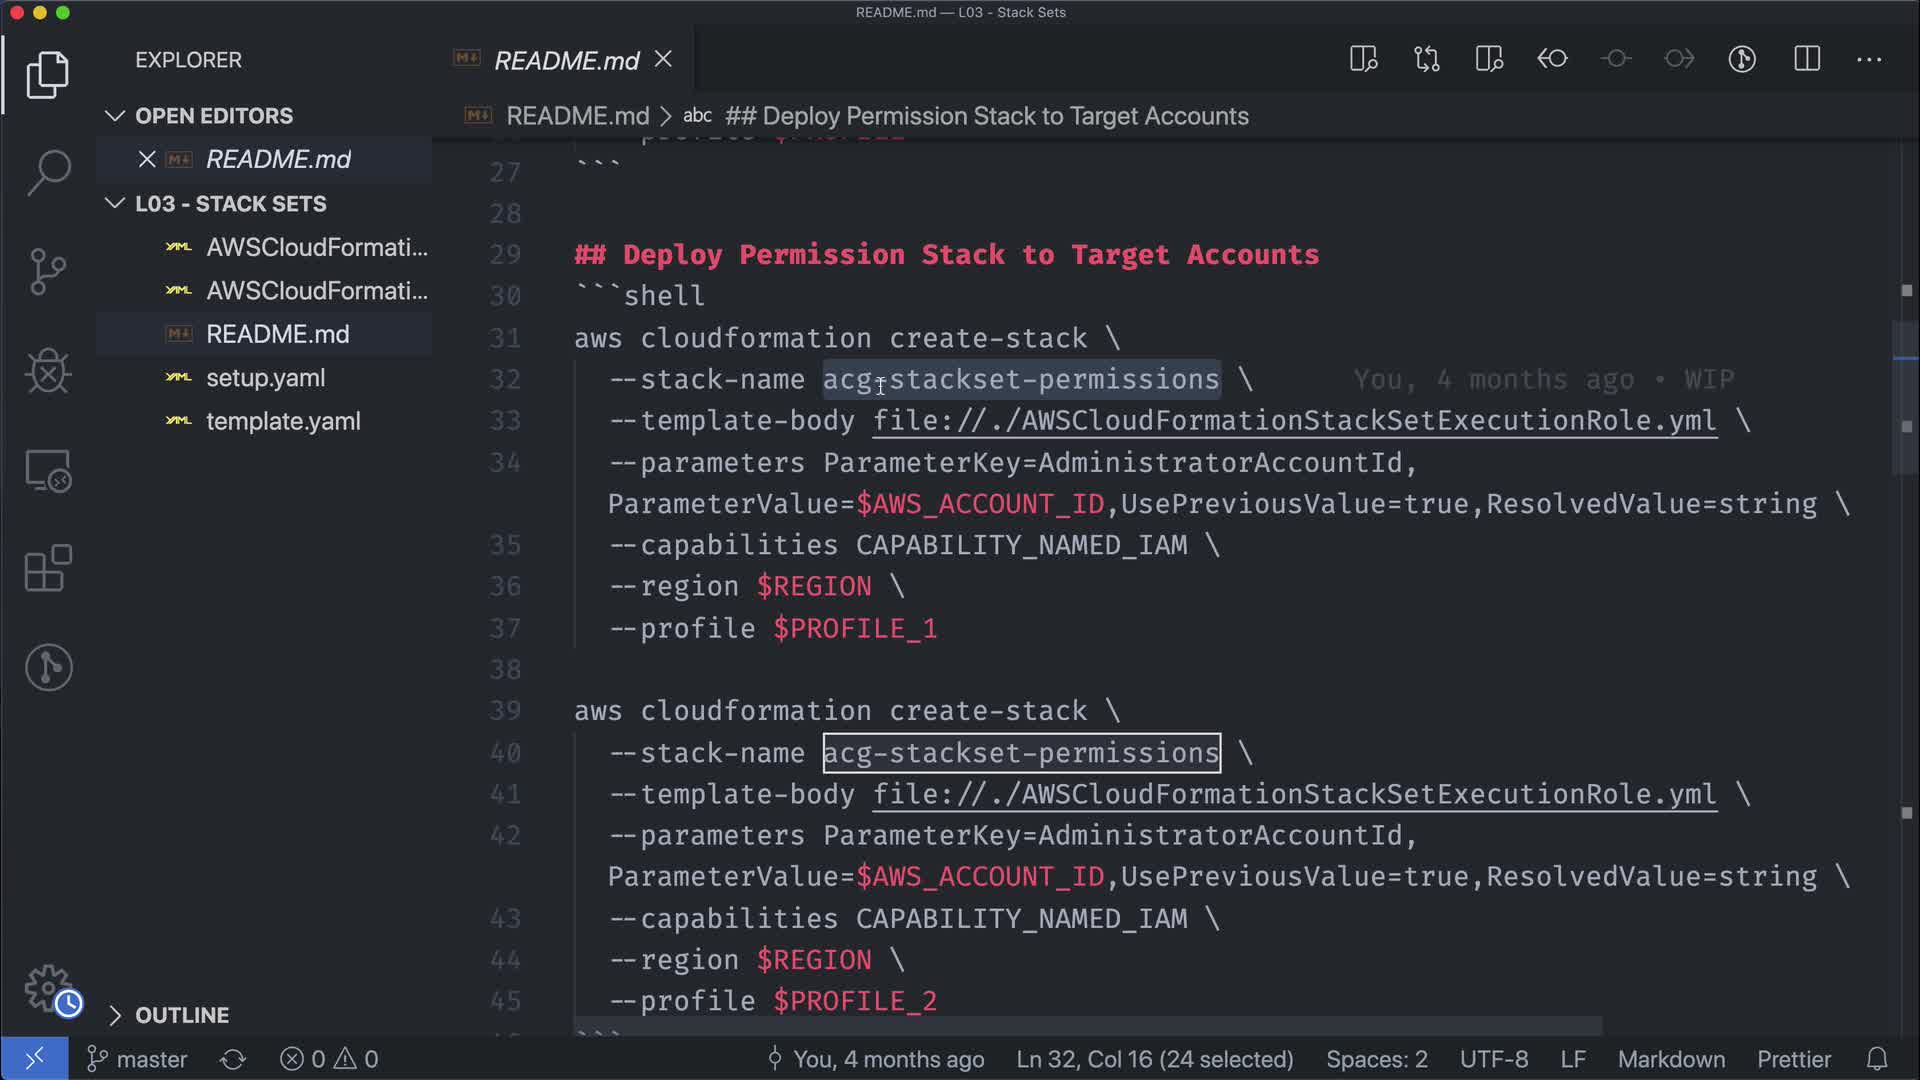 README.md — L03 - Stack Sets
EXPLORER
OPEN EDITORS
README.md
L03 - STACK SETS
AWSCloudFormati...
AWSCloudFormati...
README.md
setup.yaml
template.yaml
OUTLINE
README.md
README.md > abc ## Deploy Permission Stack to Target Accounts
27 ```
28
29 ## Deploy Permission Stack to Target Accounts
30 ```shell
31 aws cloudformation create-stack \
32 --stack-name acg-stackset-permissions \ You, 4 months ago • WIP
33 --template-body file://./AWSCloudFormationStackSetExecutionRole.yml \
34 --parameters ParameterKey=AdministratorAccountId,
ParameterValue=$AWS_ACCOUNT_ID,UsePreviousValue=true,ResolvedValue=string \
35 --capabilities CAPABILITY_NAMED_IAM \
36 --region $REGION \
37 --profile $PROFILE_1
38
39 aws cloudformation create-stack \
40 --stack-name acg-stackset-permissions \
41 --template-body file://./AWSCloudFormationStackSetExecutionRole.yml \
42 --parameters ParameterKey=AdministratorAccountId,
ParameterValue=$AWS_ACCOUNT_ID,UsePreviousValue=true,ResolvedValue=string \
43 --capabilities CAPABILITY_NAMED_IAM \
44 --region $REGION \
45 --profile $PROFILE_2
master 0 0 You, 4 months ago Ln 32, Col 16 (24 selected) Spaces: 2 UTF-8 LF Markdown Prettier